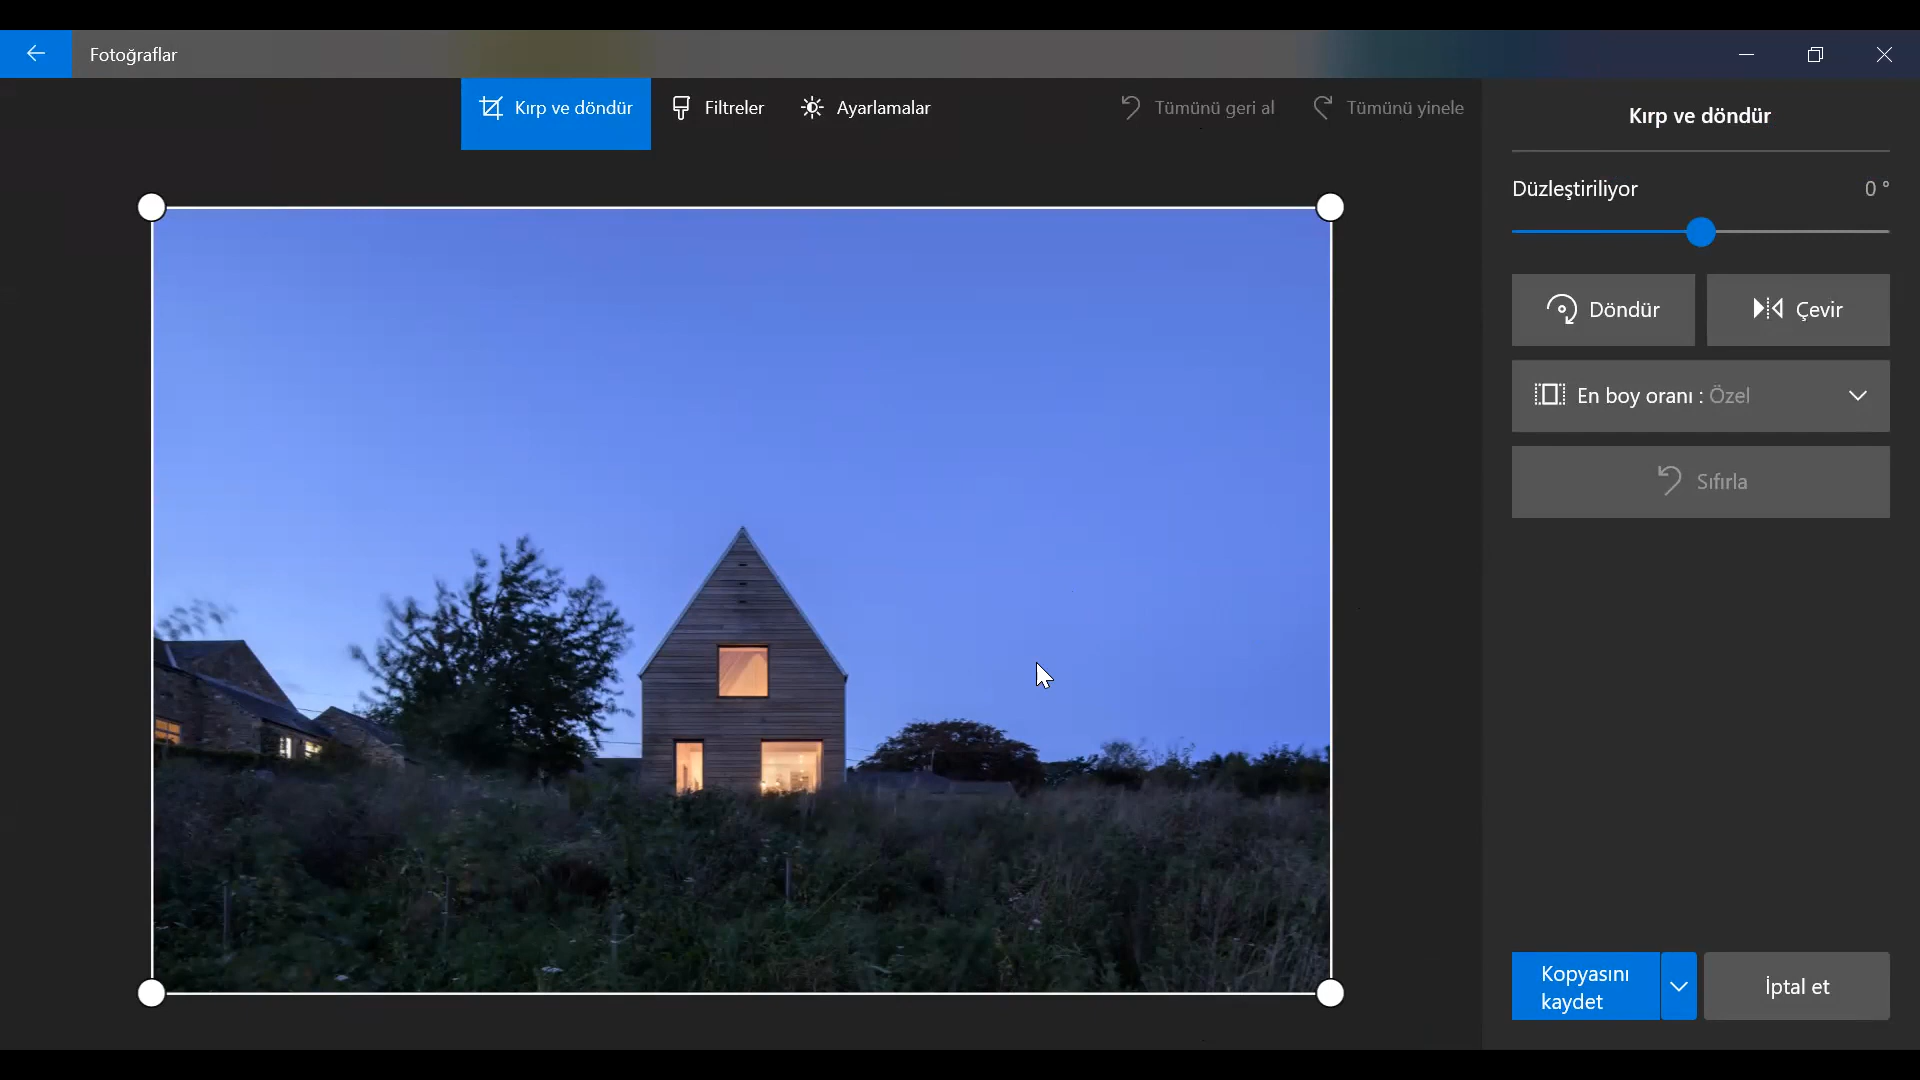 Fotoğraflar
Kırp ve döndür
Filtreler
Ayarlamalar
Tümünü geri al
Tümünü yinele
Kırp ve döndür
Düzleştiriliyor
0 °
Döndür
Çevir
En boy oranı : Özel
Sıfırla
Kopyasını
kaydet
İptal et